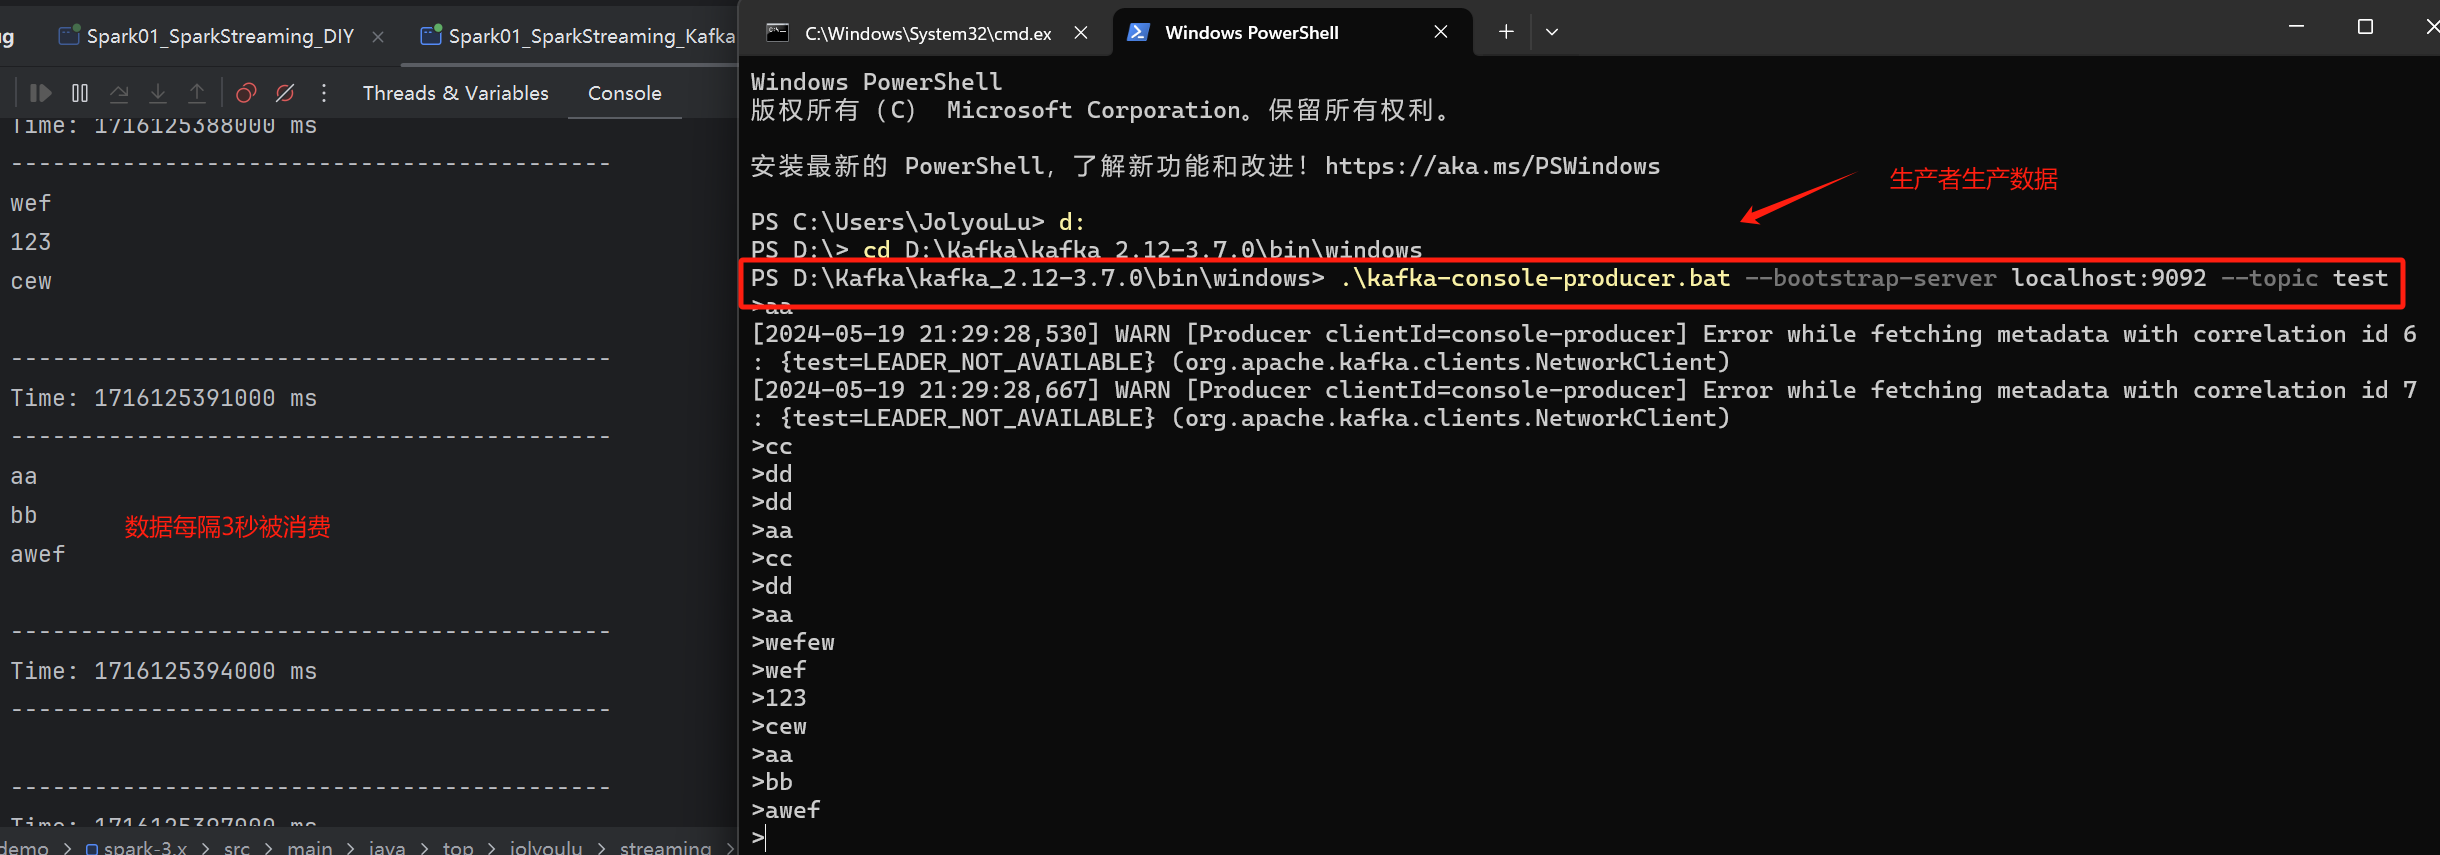 ug
Spark01_SparkStreaming_DIY
Spark01_SparkStreaming_Kafka
Threads & Variables
Console
Time: 1716125388000 ms
-------------------------------------------
wef
123
cew
-------------------------------------------
Time: 1716125391000 ms
-------------------------------------------
aa
bb
awef
数据每隔3秒被消费
-------------------------------------------
Time: 1716125394000 ms
-------------------------------------------
-------------------------------------------
Time: 1716125397000 ms
demo > spark-3.x > src > main > java > top > jolyoulu > streaming >
C:\Windows\System32\cmd.ex
Windows PowerShell
Windows PowerShell
版权所有（C） Microsoft Corporation。保留所有权利。
安装最新的 PowerShell，了解新功能和改进！https://aka.ms/PSWindows
生产者生产数据
PS C:\Users\JolyouLu> d:
PS D:\> cd D:\Kafka\kafka_2.12-3.7.0\bin\windows
PS D:\Kafka\kafka_2.12-3.7.0\bin\windows> .\kafka-console-producer.bat --bootstrap-server localhost:9092 --topic test
>aa
[2024-05-19 21:29:28,530] WARN [Producer clientId=console-producer] Error while fetching metadata with correlation id 6
: {test=LEADER_NOT_AVAILABLE} (org.apache.kafka.clients.NetworkClient)
[2024-05-19 21:29:28,667] WARN [Producer clientId=console-producer] Error while fetching metadata with correlation id 7
: {test=LEADER_NOT_AVAILABLE} (org.apache.kafka.clients.NetworkClient)
>cc
>dd
>dd
>aa
>cc
>dd
>aa
>wefew
>wef
>123
>cew
>aa
>bb
>awef
>